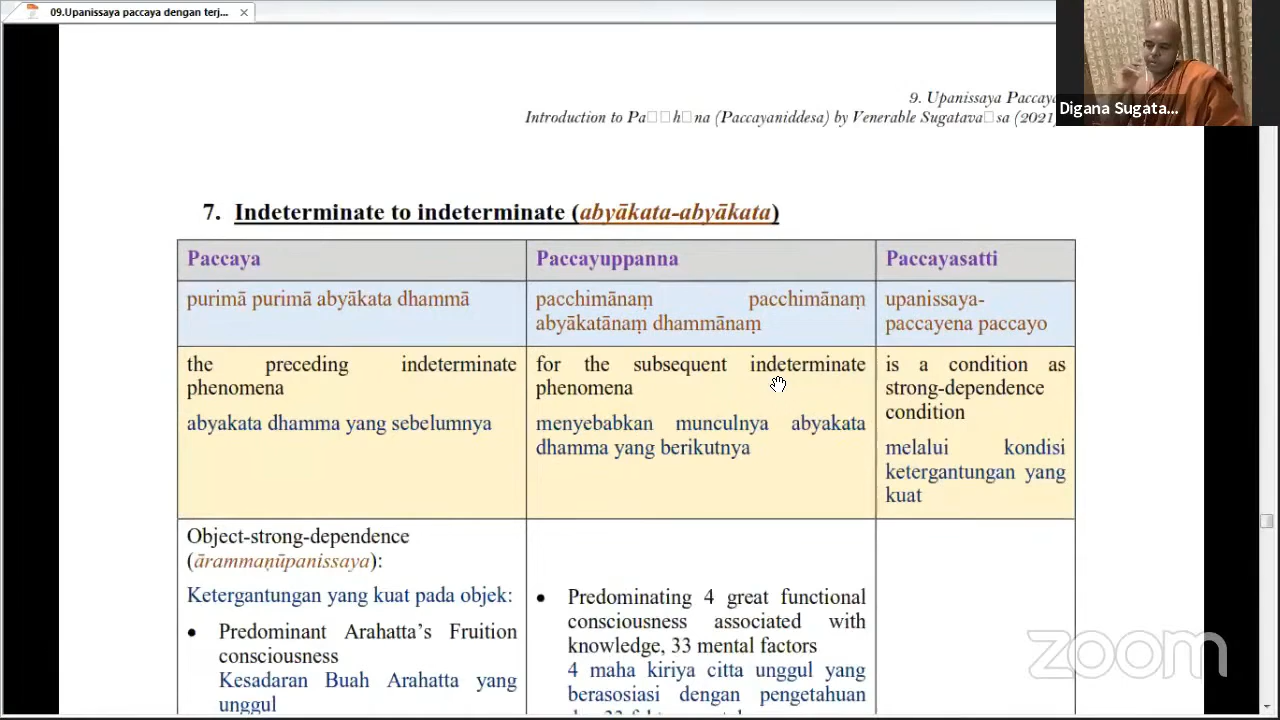 09.Upanissaya paccaya dengan terj...
9. Upanissaya Paccaya
Introduction to Pa□□h□na (Paccayaniddesa) by Venerable Sugatava□sa (2021)
Digana Sugata...
7. Indeterminate to indeterminate (abyākata-abyākata)
Paccaya
Paccayuppanna
Paccayasatti
purimā purimā abyākata dhammā
pacchimānaṃ pacchimānaṃ
abyākatānaṃ dhammānaṃ
upanissaya-
paccayena paccayo
the preceding indeterminate
phenomena
abyakata dhamma yang sebelumnya
for the subsequent indeterminate
phenomena
menyebabkan munculnya abyakata
dhamma yang berikutnya
is a condition as
strong-dependence
condition
melalui kondisi
ketergantungan yang
kuat
Object-strong-dependence
(ārammaṇūpanissaya):
Ketergantungan yang kuat pada objek:
• Predominant Arahatta's Fruition
consciousness
Kesadaran Buah Arahatta yang
unggul
• Predominating 4 great functional
consciousness associated with
knowledge, 33 mental factors
4 maha kiriya citta unggul yang
berasosiasi dengan pengetahuan
zoom